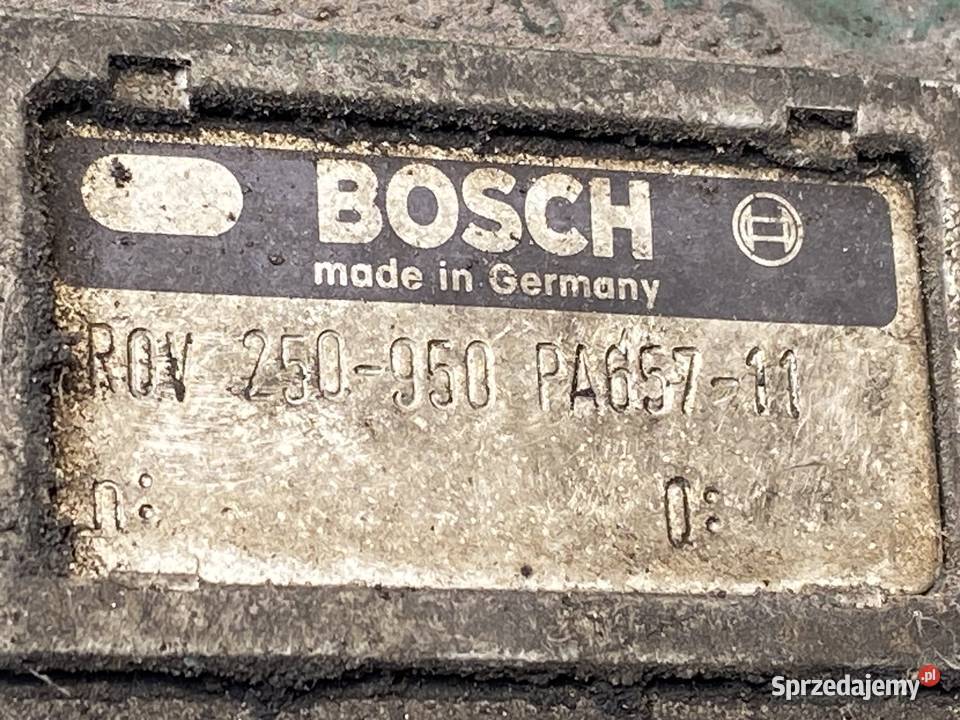 BOSCH
made in Germany
RQV 250-950 PA657-11
n: Q:
Sprzedajemy.pl